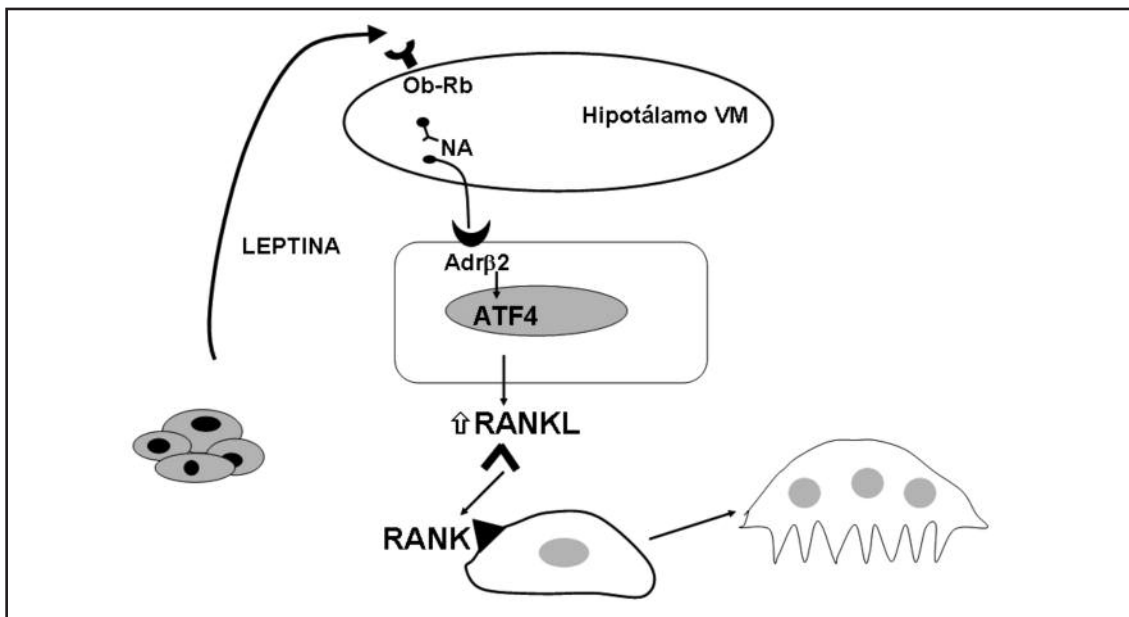 Ob-Rb
Hipotálamo VM
NA
LEPTINA
Adrβ2
ATF4
⇧RANKL
RANK